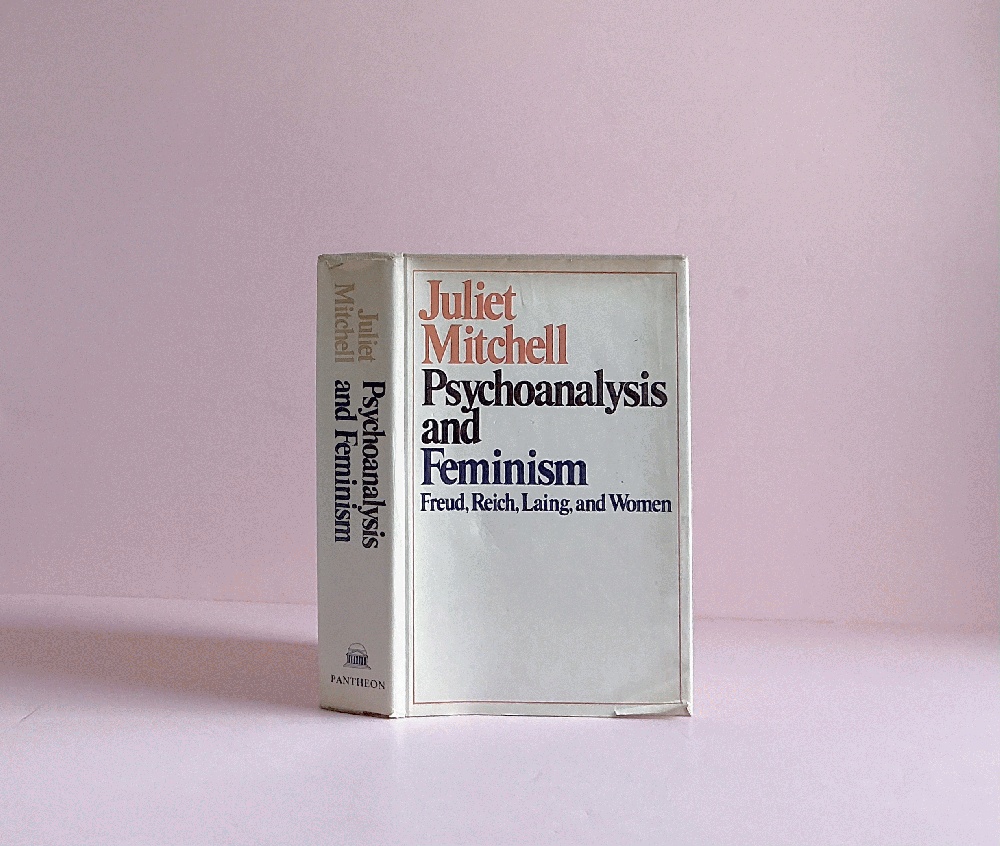 Juliet
Mitchell
Psychoanalysis
and Feminism
PANTHEON
Juliet
Mitchell
Psychoanalysis
and
Feminism
Freud, Reich, Laing, and Women